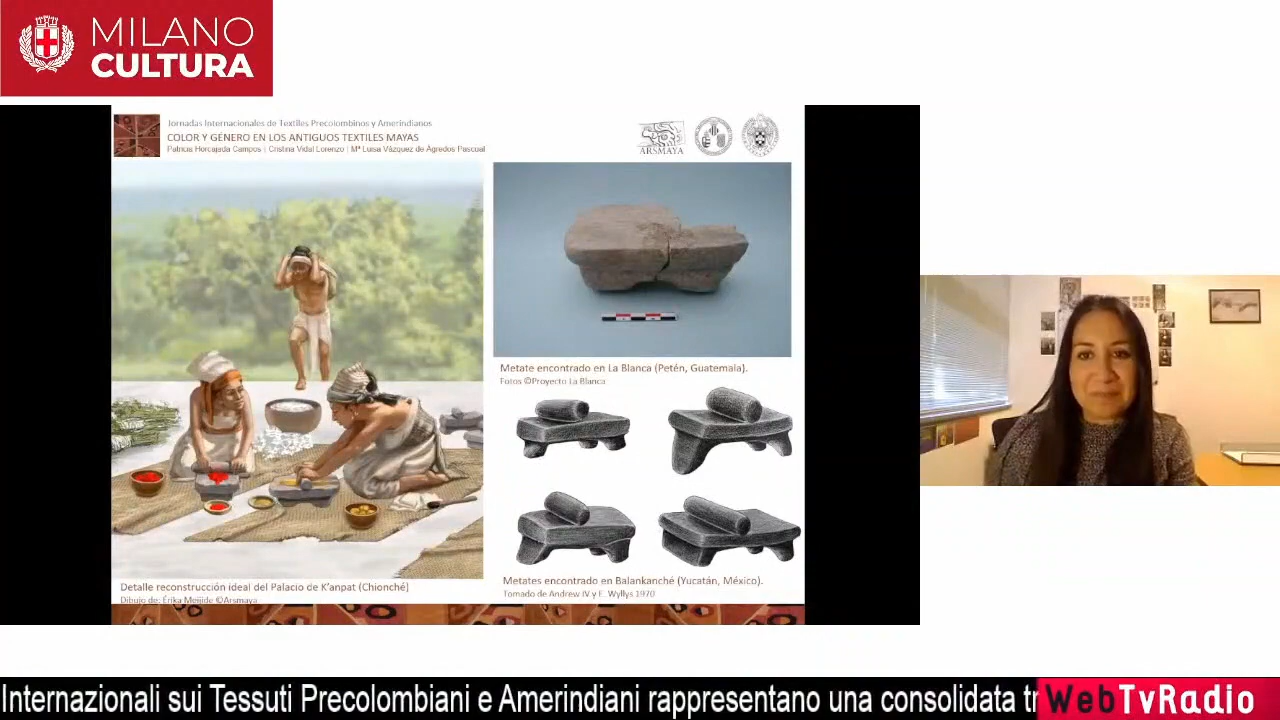 MILANO
CULTURA
Jornadas Internacionales de Textiles Precolombinos y Amerindianos
COLOR Y GÉNERO EN LOS ANTIGUOS TEXTILES MAYAS
Patricia Horcajada Campos | Cristina Vidal Lorenzo | Mª Luisa Vázquez de Ágredos Pascual
ARSMAYA
Metate encontrado en La Blanca (Petén, Guatemala).
Fotos ©Proyecto La Blanca
Detalle reconstrucción ideal del Palacio de K'anpat (Chionché]
Dibujo de: Érika Meijide ©Arsmaya
Metates encontrado en Balankanché (Yucatán, México).
Tomado de Andrew IV y E. Wyllys 1970
Internazionali sui Tessuti Precolombiani e Amerindiani rappresentano una consolidata tr
WebTvRadio